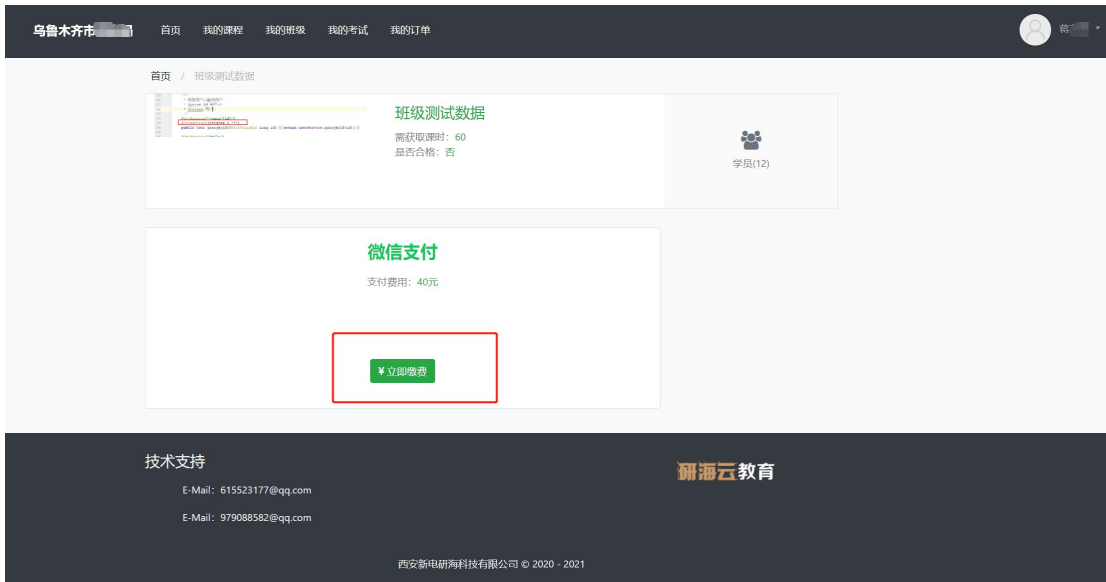 乌鲁木齐市 局
首页 我的课程 我的班级 我的考试 我的订单
蒋
首页 / 班级测试数据
班级测试数据
需获取课时：60
是否合格：否
学员(12)
微信支付
支付费用：40元
¥ 立即缴费
技术支持
E-Mail：615523177@qq.com
E-Mail：979088582@qq.com
研海云教育
西安新电研海科技有限公司 © 2020 - 2021